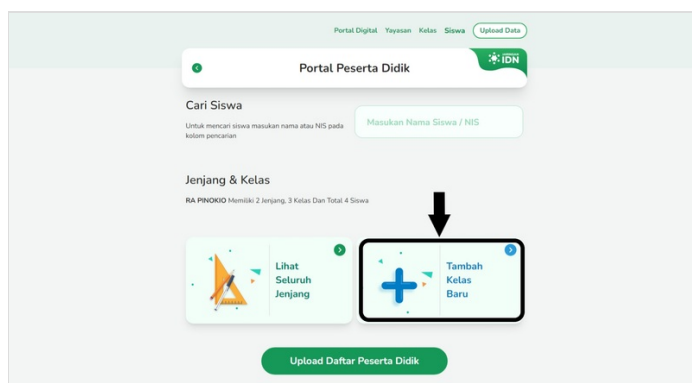 Portal Digital Yayasan Kelas Siswa Upload Data
Portal Peserta Didik
IDN
Cari Siswa
Untuk mencari siswa masukan nama atau NIS pada
kolom pencarian
Masukan Nama Siswa / NIS
Jenjang & Kelas
RA PINOKIO Memiliki 2 Jenjang, 3 Kelas Dan Total 4 Siswa
Lihat
Seluruh
Jenjang
Tambah
Kelas
Baru
Upload Daftar Peserta Didik